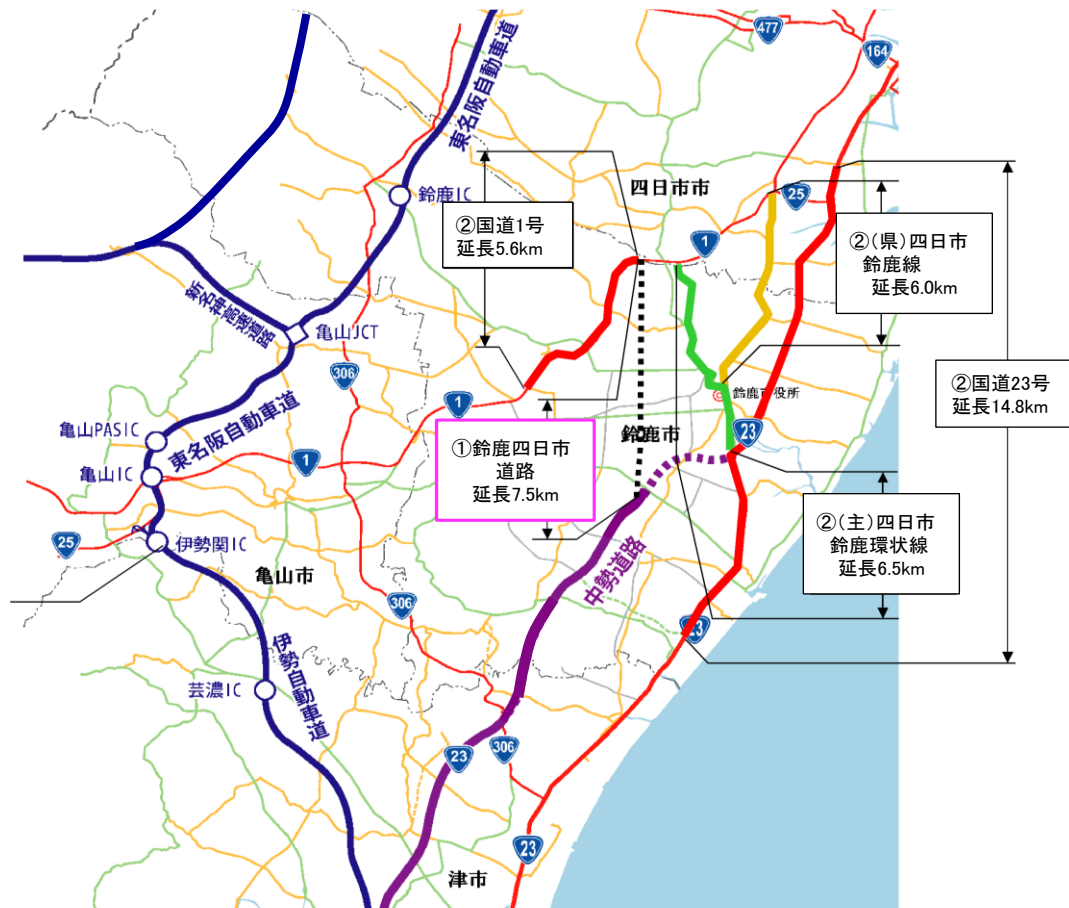 477
164
東名阪自動車道
鈴鹿IC
四日市市
25
1
②国道1号
延長5.6km
②(県)四日市
鈴鹿線
延長6.0km
新名神高速道路
亀山JCT
306
1
鈴鹿市役所
②国道23号
延長14.8km
23
鈴鹿市
亀山PASIC
東名阪自動車道
亀山IC
1
①鈴鹿四日市
道路
延長7.5km
②(主)四日市
鈴鹿環状線
延長6.5km
25
伊勢関IC
亀山市
中勢道路
306
23
伊勢自動車道
芸濃IC
23
306
23
津市